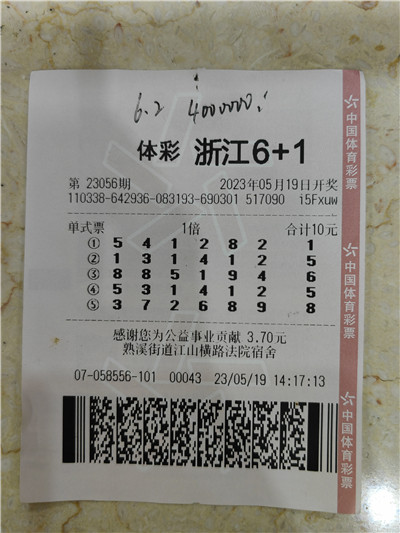 6.2 4000000.
体彩 浙江6+1
第 23056期 2023年05月19日开奖
110338-642936-083193-690301 517090 i5Fxuw
单式票 1倍 合计10元
① 5 4 1 2 8 2 1
② 1 3 1 4 1 2 5
③ 8 8 5 1 9 4 6
④ 5 3 1 4 1 2 5
⑤ 3 7 2 6 8 9 8
感谢您为公益事业贡献 3.70元
熟溪街道江山横路法院宿舍
07-058556-101 00043 23/05/19 14:17:13
中国体育彩票
中国体育彩票
中国体育彩票